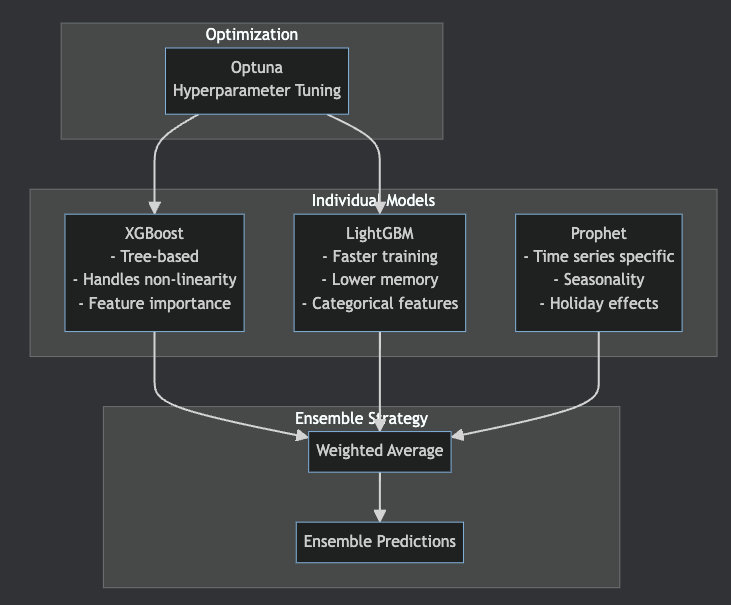 Optimization
Optuna
Hyperparameter Tuning
Individual Models
XGBoost
- Tree-based
- Handles non-linearity
- Feature importance
LightGBM
- Faster training
- Lower memory
- Categorical features
Prophet
- Time series specific
- Seasonality
- Holiday effects
Ensemble Strategy
Weighted Average
Ensemble Predictions